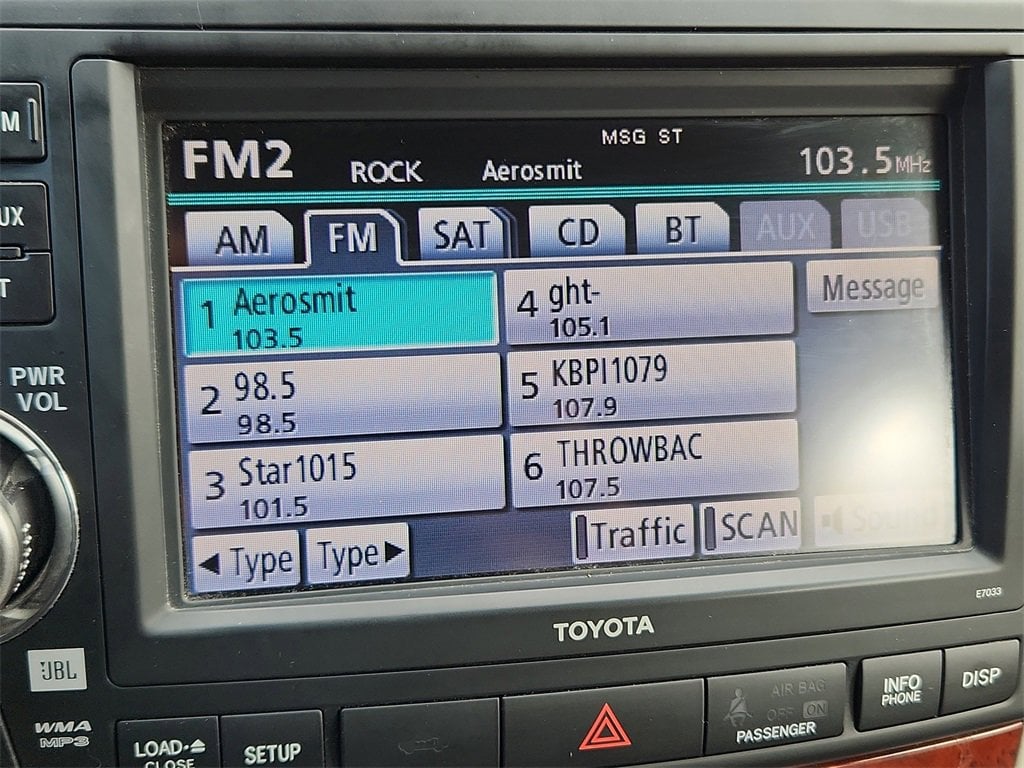 MSG ST
FM2 ROCK Aerosmit 103.5MHz
AM FM SAT CD BT AUX USB
1 Aerosmit
103.5
4 ght-
105.1
Message
2 98.5
98.5
5 KBPI1079
107.9
3 Star1015
101.5
6 THROWBAC
107.5
◀ Type Type ▶ Traffic SCAN Sound
M
UX
T
PWR
VOL
E7033
TOYOTA
JBL
WMA
MP3
LOAD·⏏
CLOSE
SETUP
AIR BAG
OFF ON
PASSENGER
INFO
PHONE
DISP